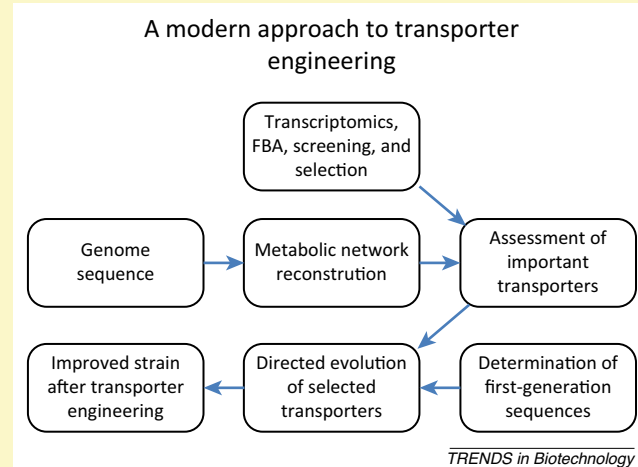 A modern approach to transporter
engineering
Transcriptomics,
FBA, screening, and
selection
Genome
sequence
Metabolic network
reconstrution
Assessment of
important
transporters
Improved strain
after transporter
engineering
Directed evolution
of selected
transporters
Determination of
first-generation
sequences
TRENDS in Biotechnology